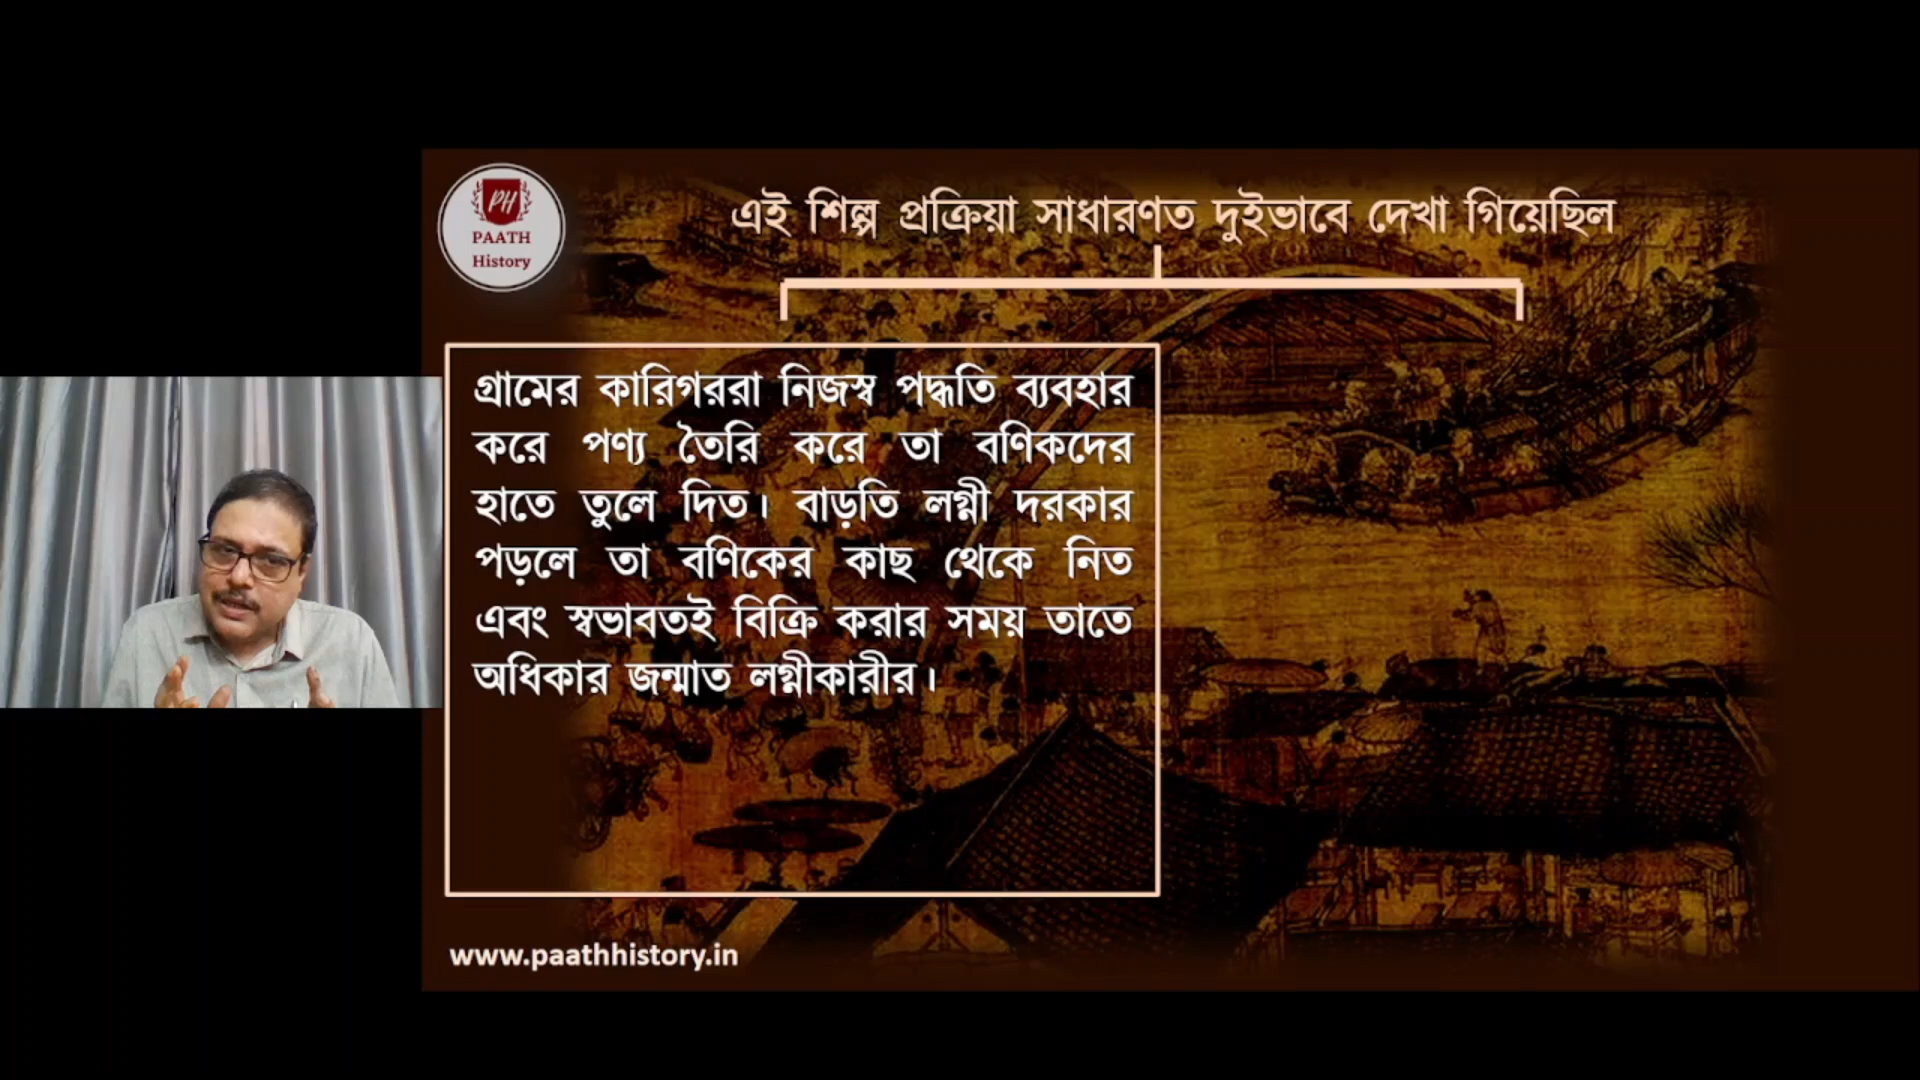 PH
PAATH
History
এই শিল্প প্রক্রিয়া সাধারণত দুইভাবে দেখা গিয়েছিল
গ্রামের কারিগররা নিজস্ব পদ্ধতি ব্যবহার
করে পণ্য তৈরি করে তা বণিকদের
হাতে তুলে দিত। বাড়তি লগ্নী দরকার
পড়লে তা বণিকের কাছ থেকে নিত
এবং স্বভাবতই বিক্রি করার সময় তাতে
অধিকার জন্মাত লগ্নীকারীর।
www.paathhistory.in